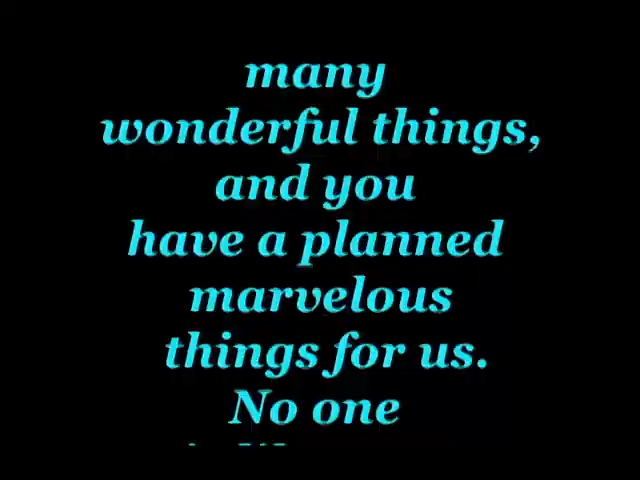 many
wonderful things,
and you
have a planned
marvelous
things for us.
No one